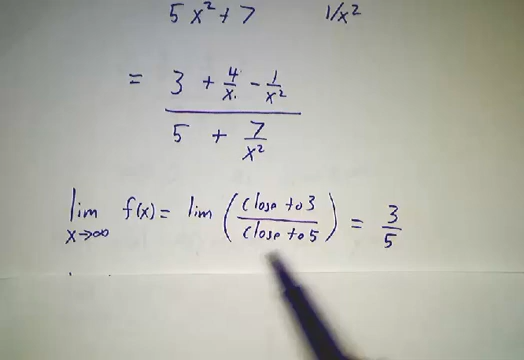 5x²+7 1/x²
= (3 + 4/x - 1/x²) / (5 + 7/x²)
lim x→∞ f(x) = lim (close to 3 / close to 5) = 3/5